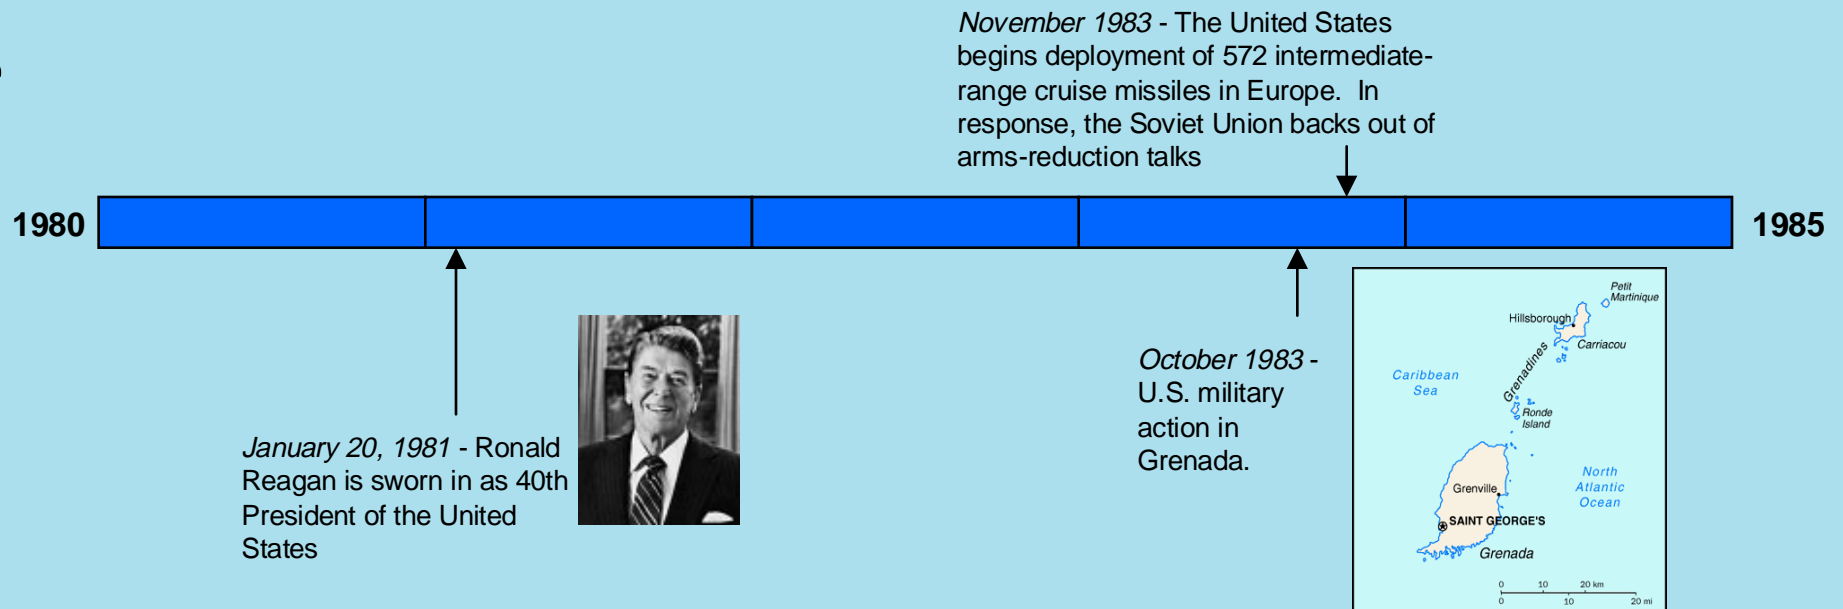 November 1983 - The United States
begins deployment of 572 intermediate-
range cruise missiles in Europe.  In
response, the Soviet Union backs out of
arms-reduction talks
1980
1985
January 20, 1981 - Ronald
Reagan is sworn in as 40th
President of the United
States
October 1983 -
U.S. military
action in
Grenada.
Petit
Martinique
Hillsborough
Carriacou
Grenadines
Caribbean
Sea
Ronde
Island
North
Atlantic
Ocean
Grenville
SAINT GEORGE'S
Grenada
0 10 20 km
0 10 20 mi